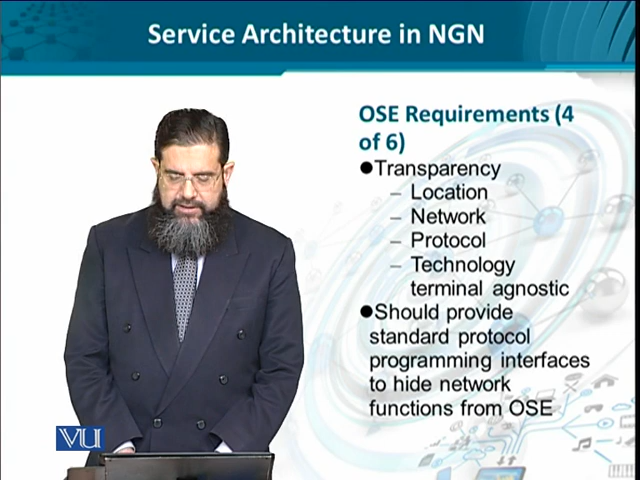 Service Architecture in NGN
OSE Requirements (4
of 6)
●Transparency
– Location
– Network
– Protocol
– Technology
terminal agnostic
●Should provide
standard protocol
programming interfaces
to hide network
functions from OSE
VU